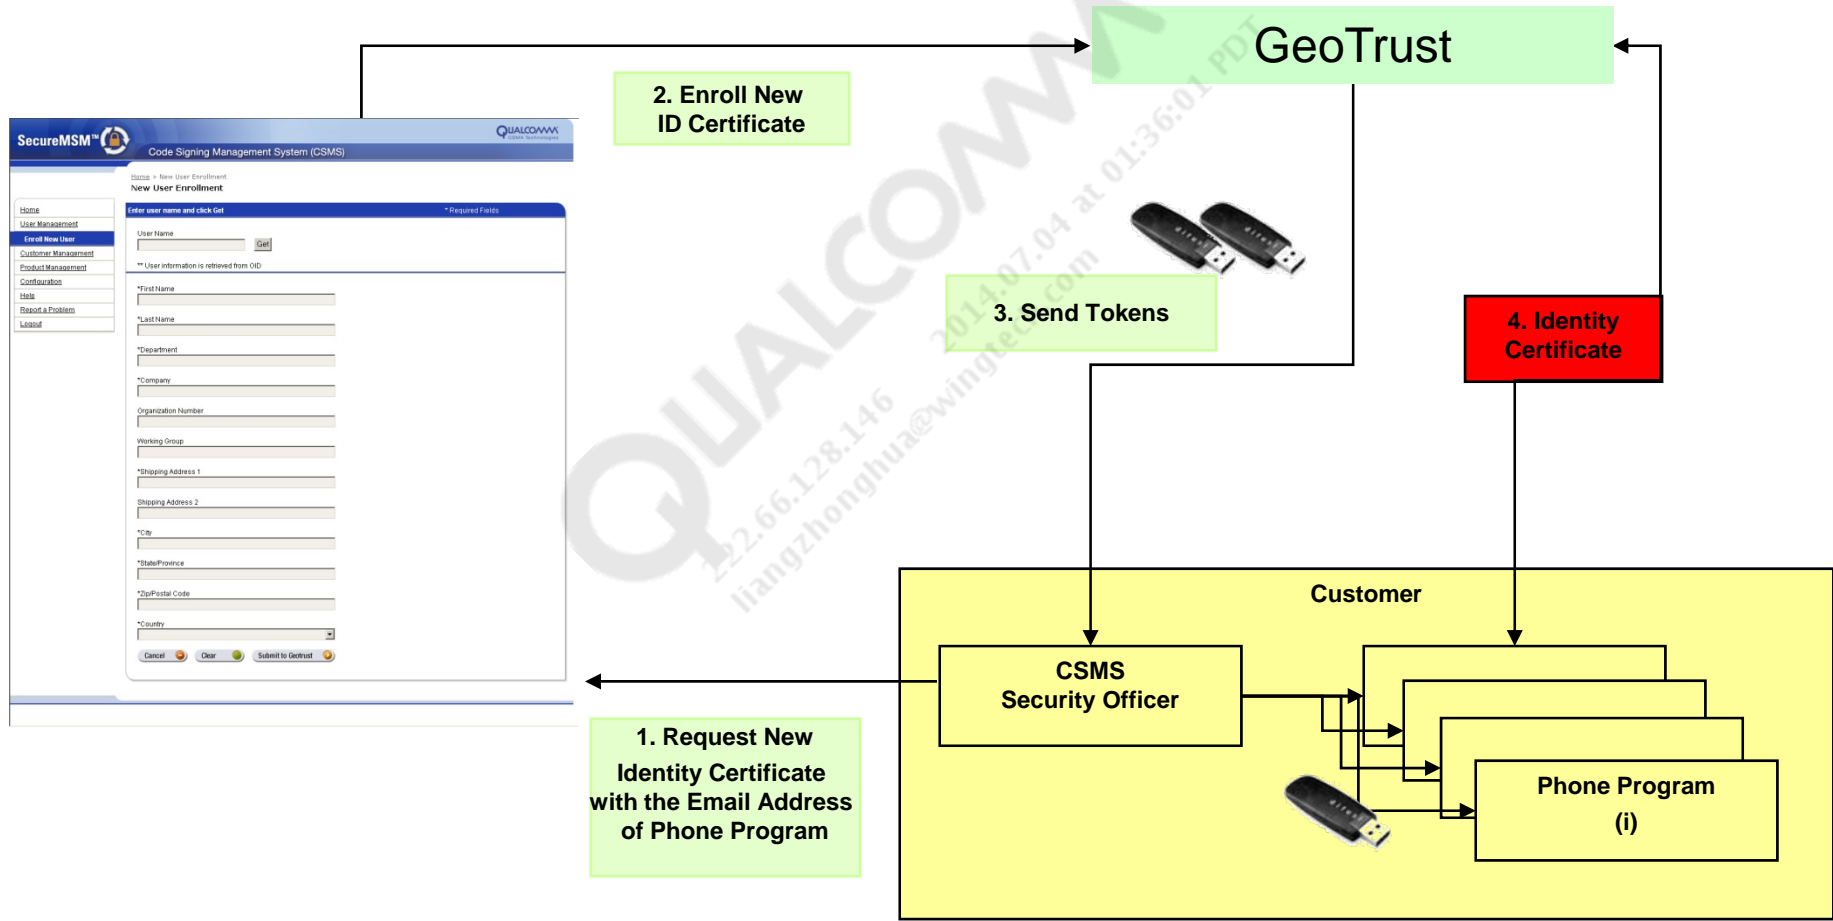 GeoTrust
2. Enroll New
ID Certificate
SecureMSM™
QUALCOMM
CDMA Technologies
Code Signing Management System (CSMS)
Home > New User Enrollment
New User Enrollment
Home
User Management
Enroll New User
Customer Management
Product Management
Configuration
Help
Report a Problem
Logout
Enter user name and click Get
* Required Fields
User Name
Get
** User information is retrieved from OID
*First Name
*Last Name
*Department
*Company
Organization Number
Working Group
*Shipping Address 1
Shipping Address 2
*City
*State/Province
*Zip/Postal Code
*Country
Cancel
Clear
Submit to Geotrust
3. Send Tokens
4. Identity
Certificate
Customer
CSMS
Security Officer
Phone Program
(i)
1. Request New
Identity Certificate
with the Email Address
of Phone Program
QUALCOMM
222.66.128.146 2014.07.04 at 01:36:01 PDT
liangzhonghua@wingtech.com